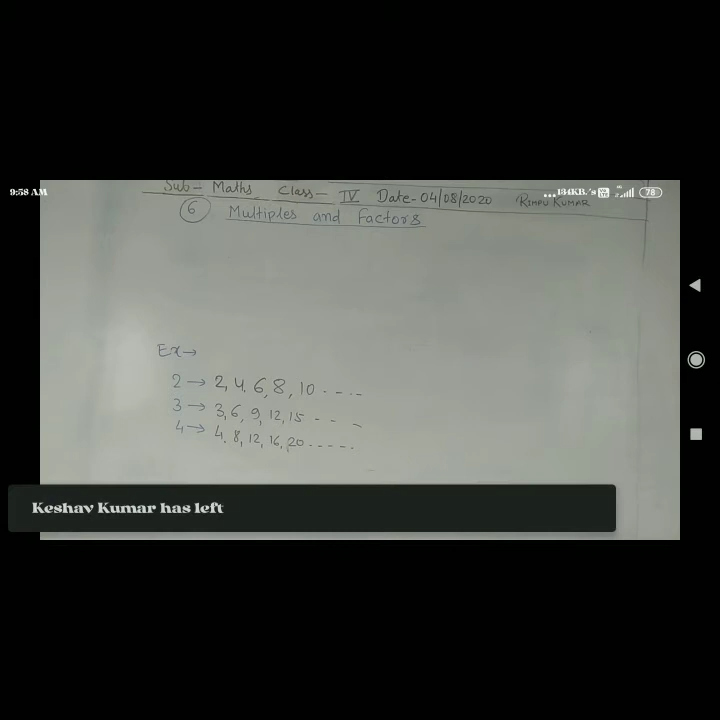 9:58 AM
...134KB/s 78
Sub- Maths Class- IV Date-04/08/2020 RIMPU KUMAR
6 Multiples and Factors
Ex→
2 → 2, 4, 6, 8, 10 - - - -
3 → 3, 6, 9, 12, 15 - - -
4 → 4, 8, 12, 16, 20 - - - - -
Keshav Kumar has left